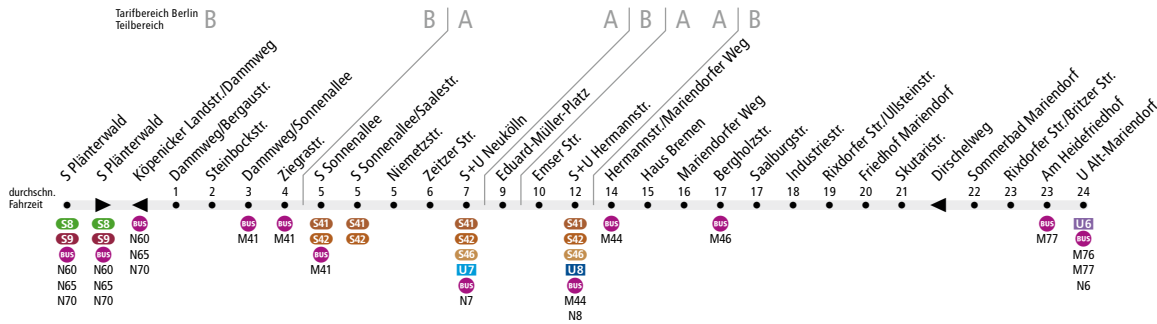 Tarifbereich Berlin
Teilbereich
B B A A B A A B
S Plänterwald
S Plänterwald
Köpenicker Landstr./Dammweg
Dammweg/Bergaustr.
Steinbockstr.
Dammweg/Sonnenallee
Ziegrastr.
S Sonnenallee
S Sonnenallee/Saalestr.
Niemetzstr.
Zeitzer Str.
S+U Neukölln
Eduard-Müller-Platz
Emser Str.
S+U Hermannstr.
Hermannstr./Mariendorfer Weg
Haus Bremen
Mariendorfer Weg
Bergholzstr.
Saalburgstr.
Industriestr.
Rixdorfer Str./Ullsteinstr.
Friedhof Mariendorf
Skutaristr.
Dirschelweg
Sommerbad Mariendorf
Rixdorfer Str./Britzer Str.
Am Heidefriedhof
U Alt-Mariendorf
durchschn. 1 2 3 4 5 5 5 6 7 9 10 12 14 15 16 17 17 18 19 20 21 22 23 23 24
Fahrzeit
S8 S8 BUS BUS BUS S41 S41 S41 S41 BUS BUS BUS U6
S9 S9 N60 M41 M41 S42 S42 S42 S42 M44 M46 M77 BUS
BUS BUS N65 BUS S46 S46 M76
N60 N60 N70 M41 U7 U8 M77
N65 N65 BUS BUS N6
N70 N70 N7 M44
N8